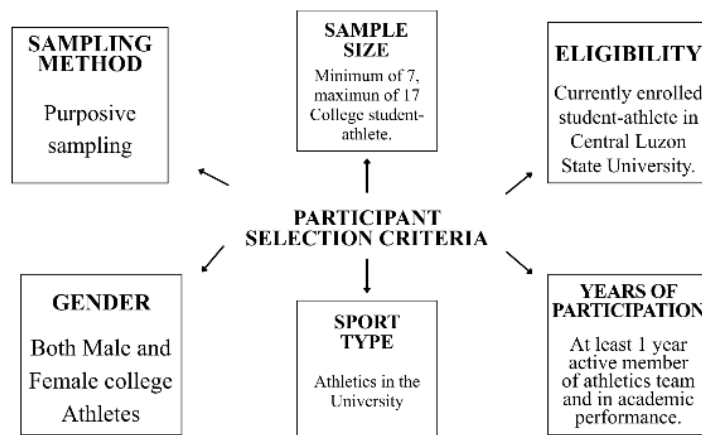 SAMPLING
METHOD
Purposive
sampling
SAMPLE
SIZE
Minimum of 7,
maximun of 17
College student-
athlete.
ELIGIBILITY
Currently enrolled
student-athlete in
Central Luzon
State University.
PARTICIPANT
SELECTION CRITERIA
GENDER
Both Male and
Female college
Athletes
SPORT
TYPE
Athletics in the
University
YEARS OF
PARTICIPATION
At least 1 year
active member
of athletics team
and in academic
performance.